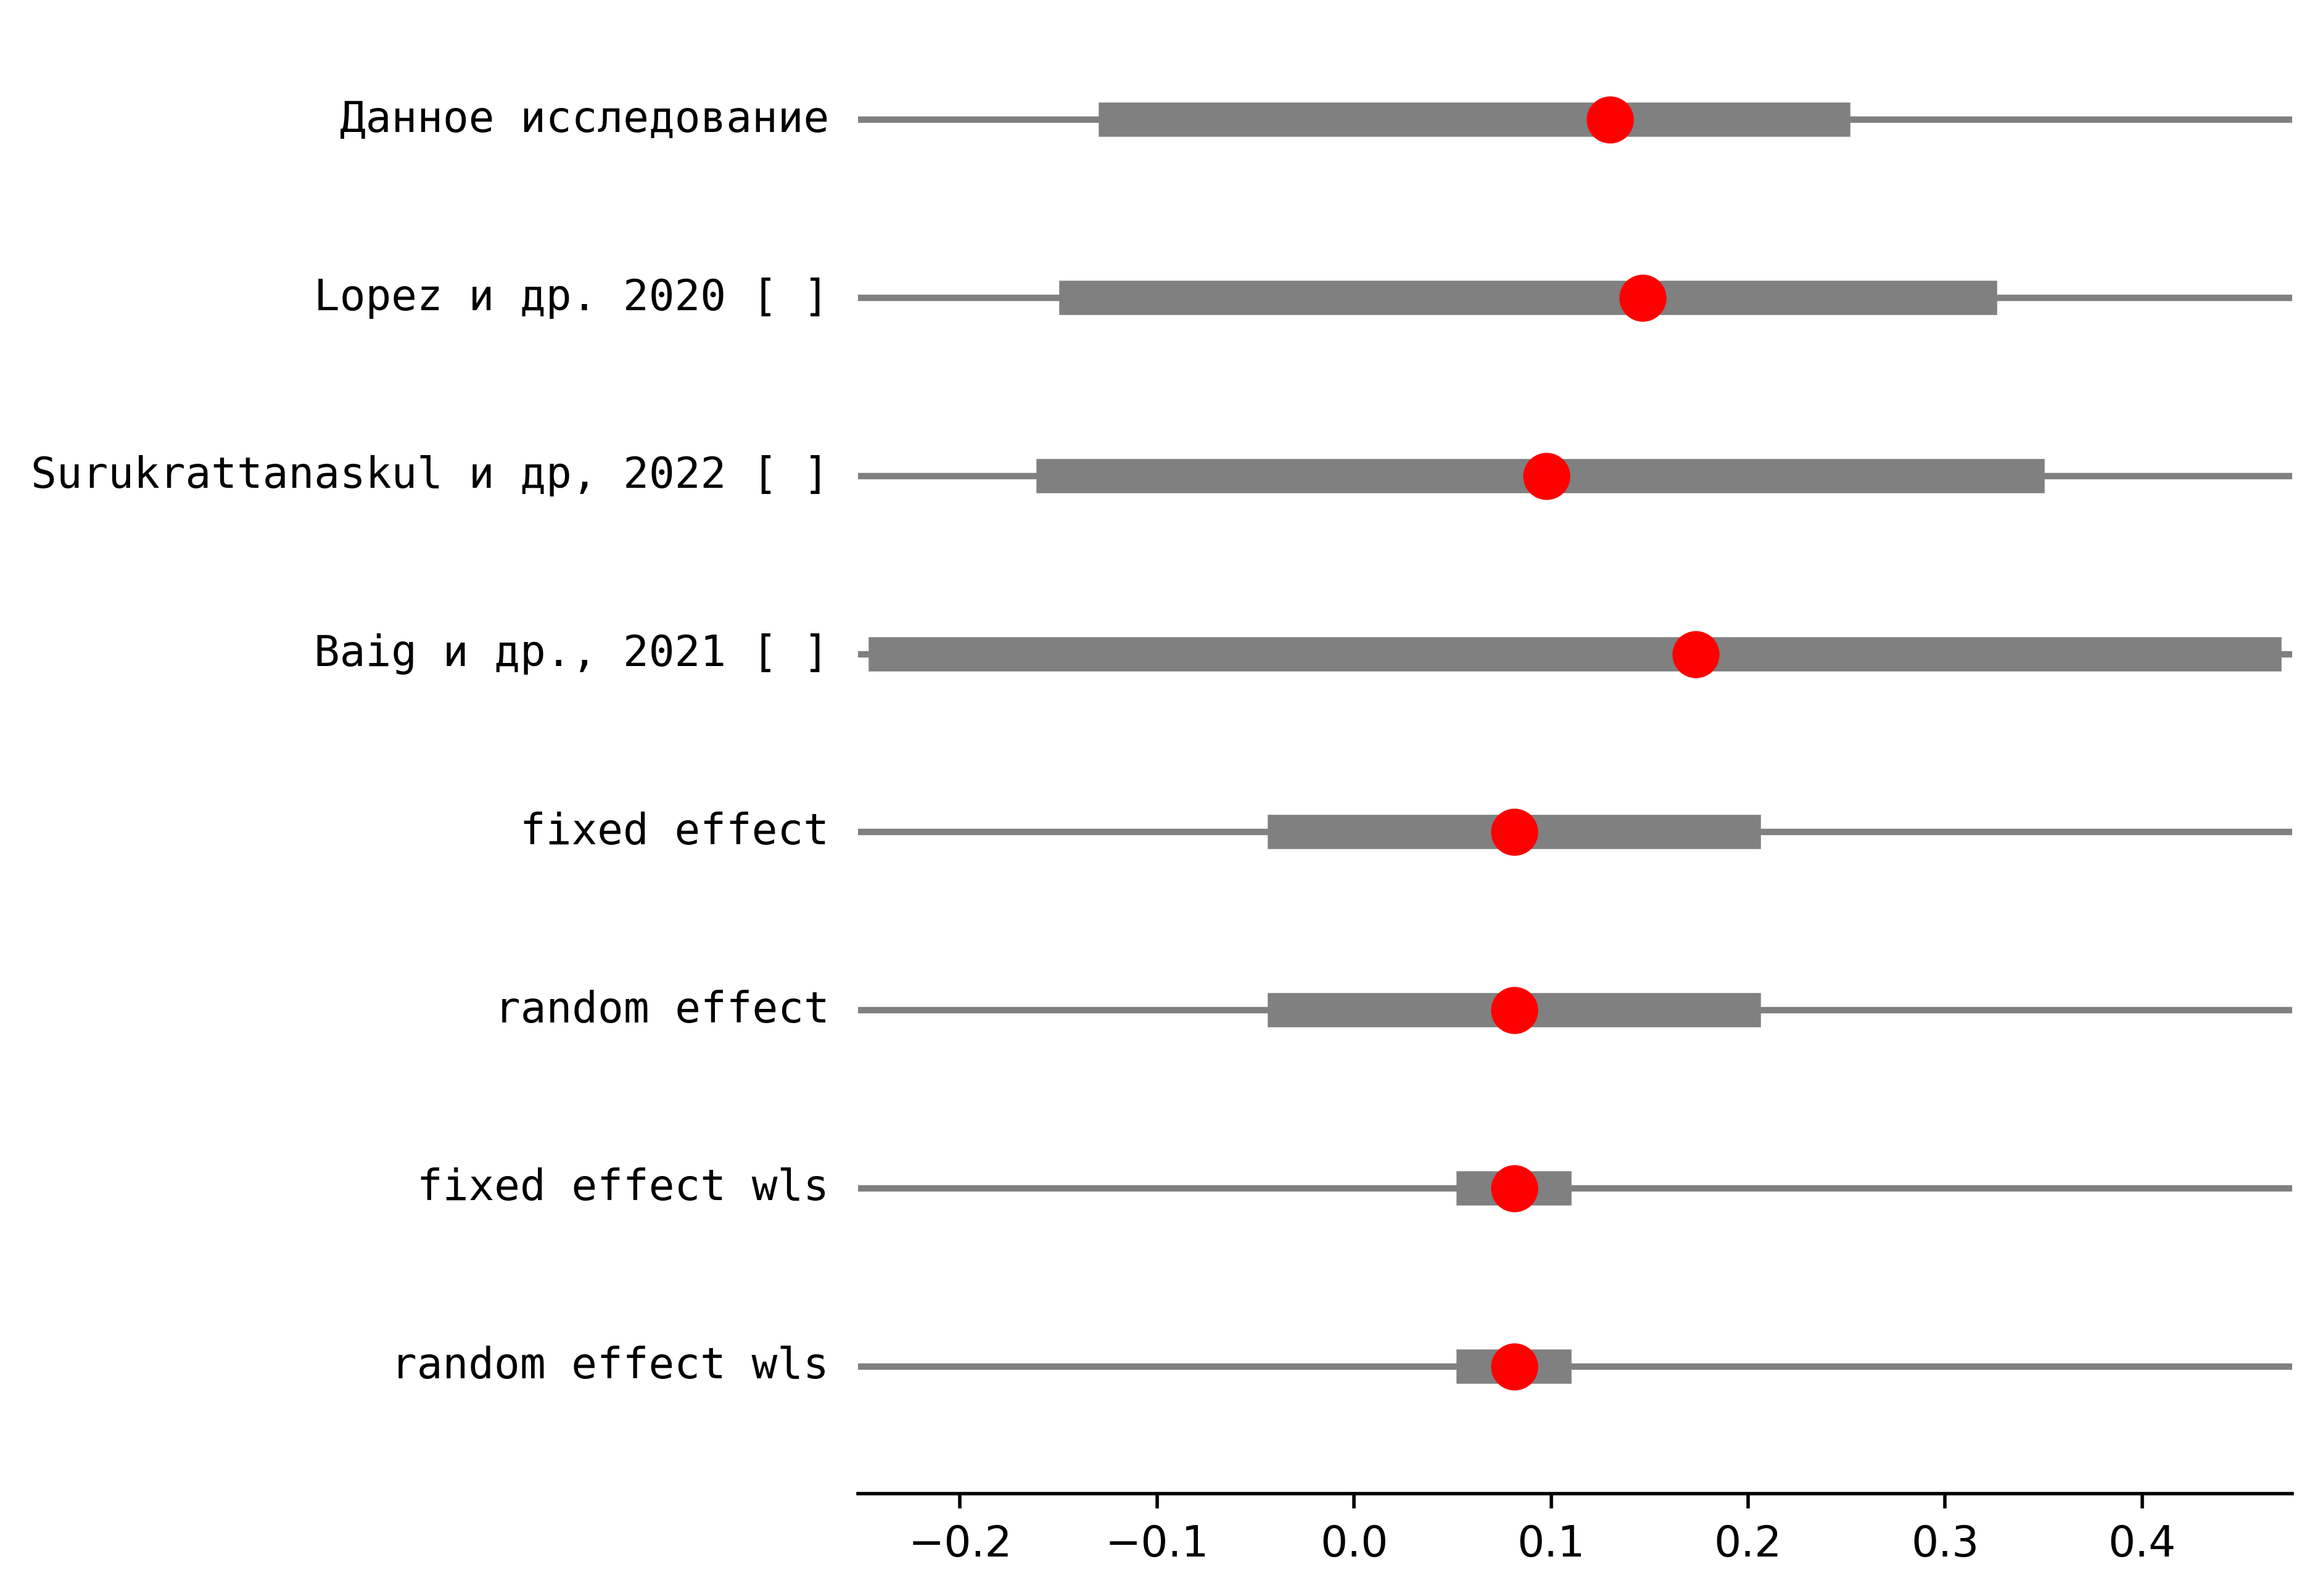 Данное исследование
Lopez и др. 2020 [ ]
Surukrattanaskul и др, 2022 [ ]
Baig и др., 2021 [ ]
fixed effect
random effect
fixed effect wls
random effect wls
−0.2 −0.1 0.0 0.1 0.2 0.3 0.4